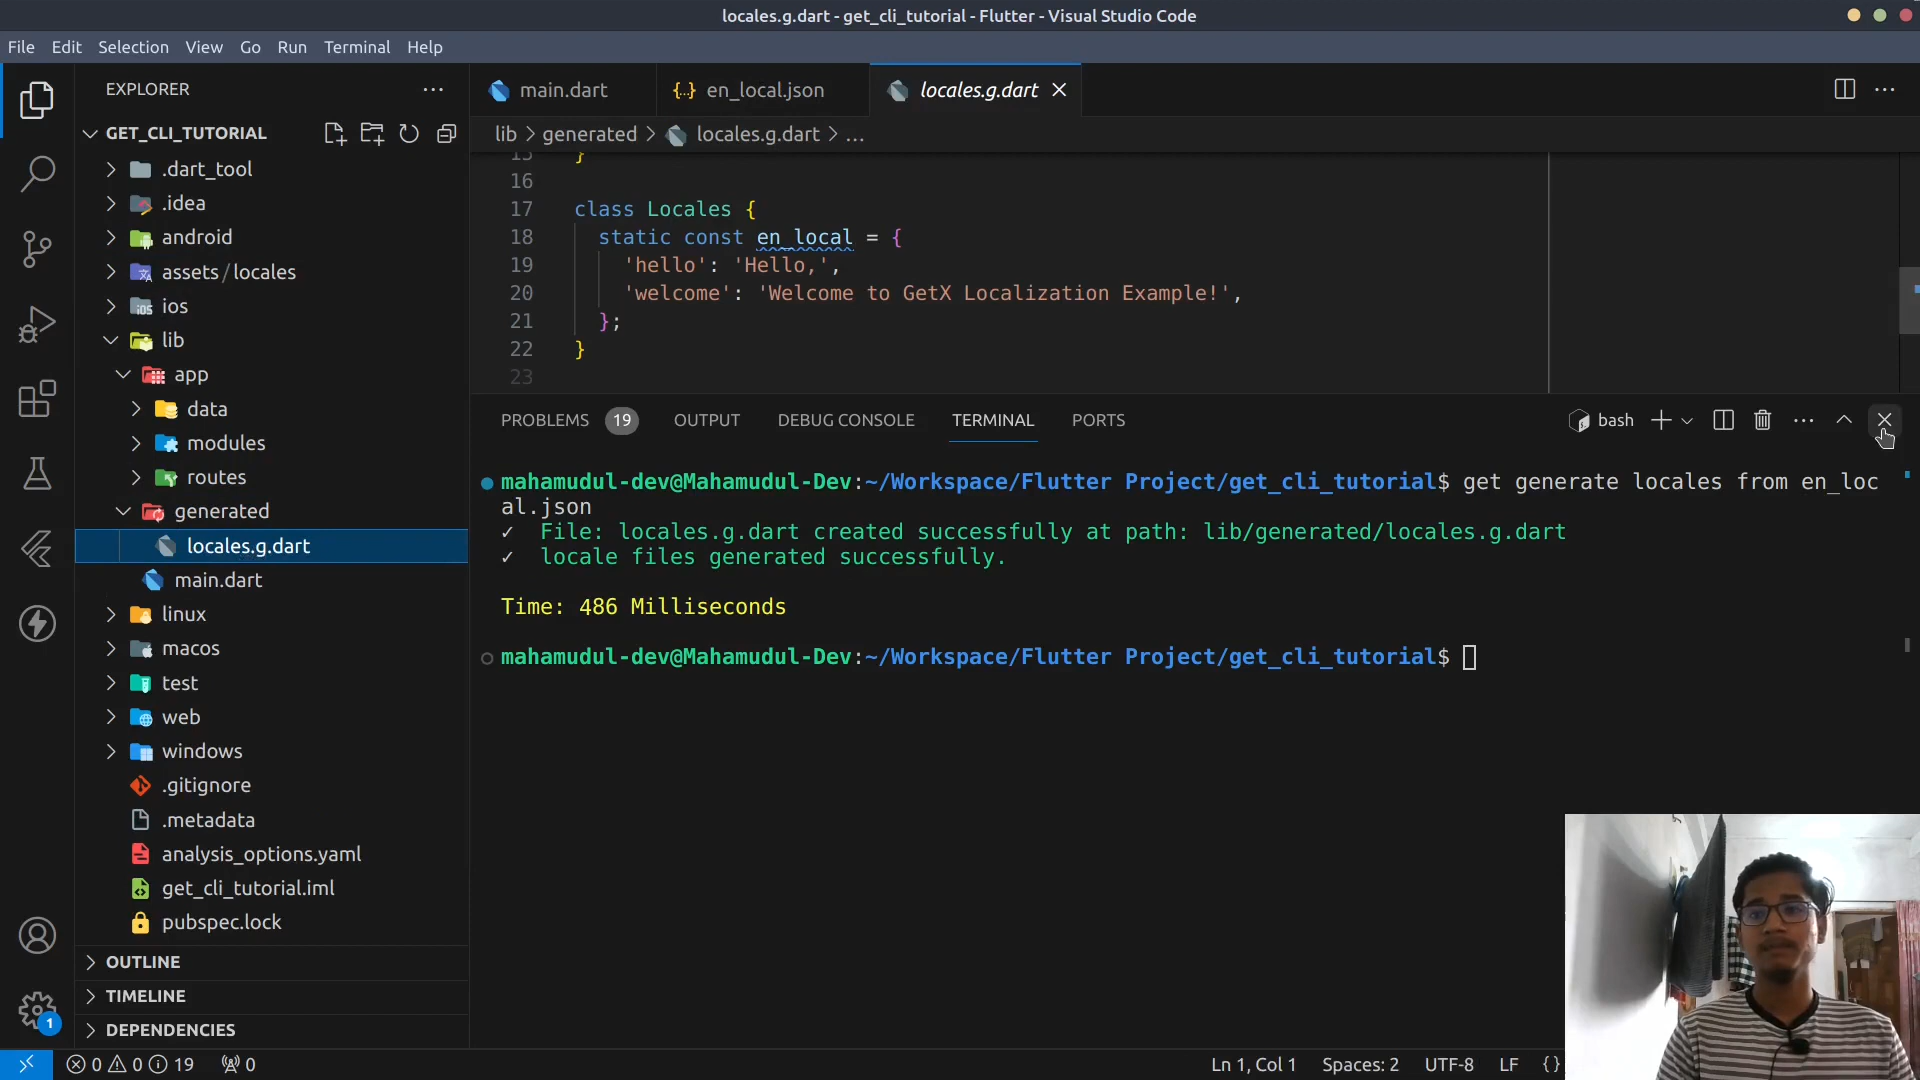 locales.g.dart - get_cli_tutorial - Flutter - Visual Studio Code
File Edit Selection View Go Run Terminal Help
EXPLORER
main.dart
en_local.json
locales.g.dart
GET_CLI_TUTORIAL
lib > generated > locales.g.dart > ...
.dart_tool
.idea
android
assets/locales
ios
lib
app
data
modules
routes
generated
locales.g.dart
main.dart
linux
macos
test
web
windows
.gitignore
.metadata
analysis_options.yaml
get_cli_tutorial.iml
pubspec.lock
OUTLINE
TIMELINE
DEPENDENCIES
15 }
16
17 class Locales {
18 static const en_local = {
19 'hello': 'Hello,',
20 'welcome': 'Welcome to GetX Localization Example!',
21 };
22 }
23
PROBLEMS 19 OUTPUT DEBUG CONSOLE TERMINAL PORTS
bash
mahamudul-dev@Mahamudul-Dev:~/Workspace/Flutter Project/get_cli_tutorial$ get generate locales from en_loc
al.json
✓ File: locales.g.dart created successfully at path: lib/generated/locales.g.dart
✓ locale files generated successfully.
Time: 486 Milliseconds
mahamudul-dev@Mahamudul-Dev:~/Workspace/Flutter Project/get_cli_tutorial$
1
0 0 19 0
Ln 1, Col 1 Spaces: 2 UTF-8 LF {}